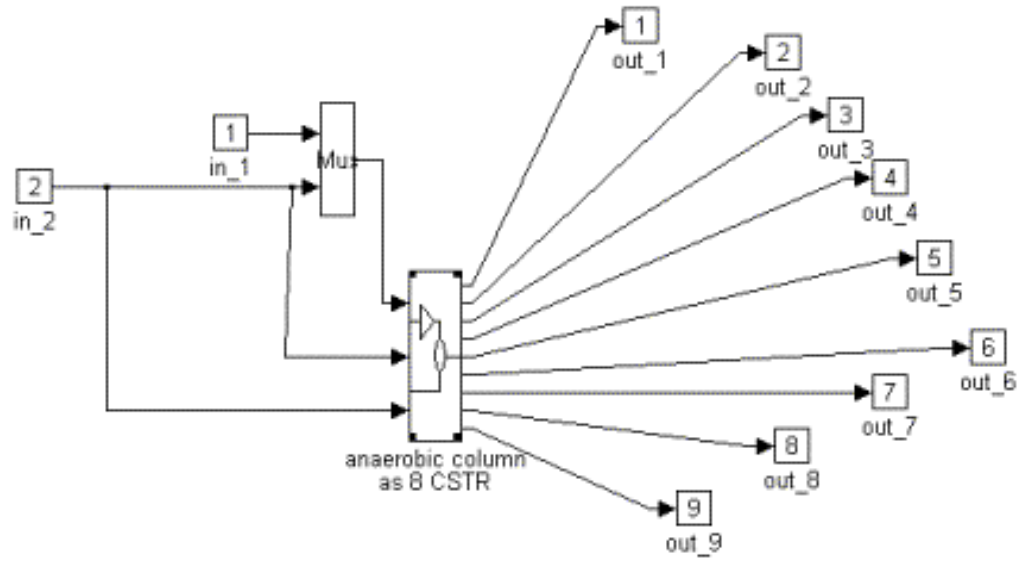 1
out_1
2
out_2
3
out_3
1
in_1
Mux
4
out_4
2
in_2
5
out_5
6
out_6
7
out_7
8
out_8
anaerobic column
as 8 CSTR
9
out_9